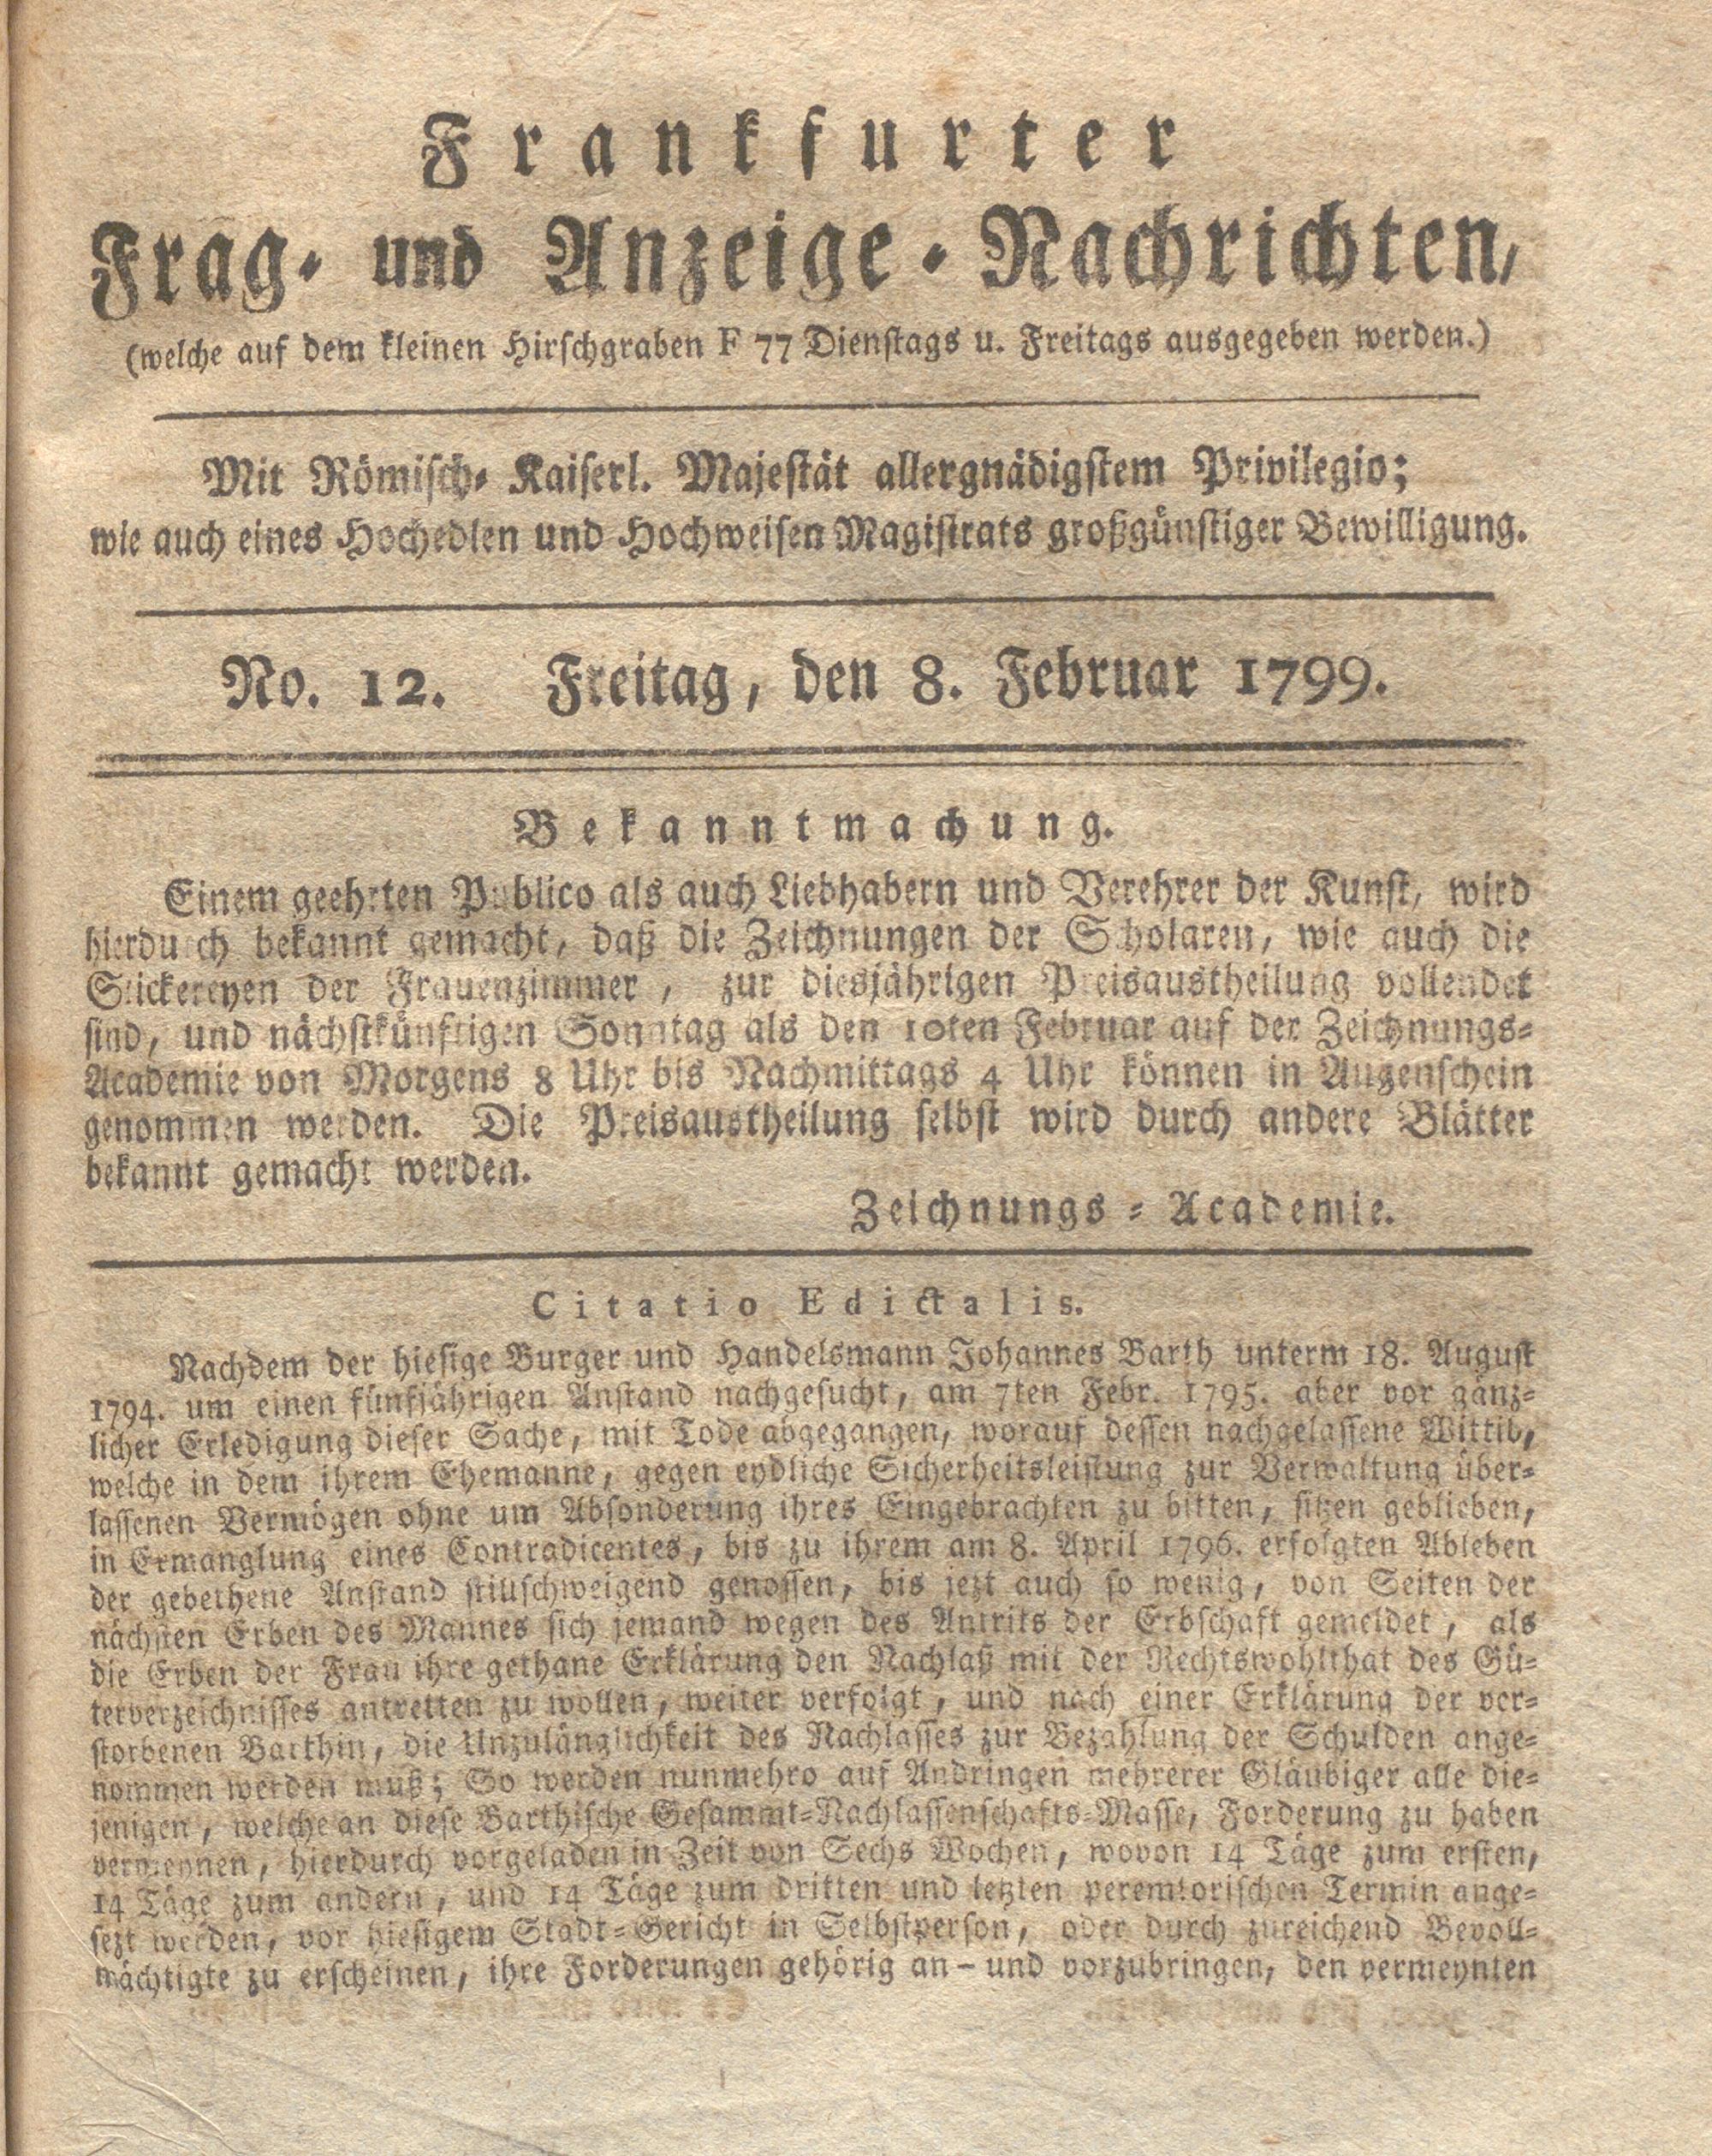 Frankfurter
Frag- und Anzeige-Nachrichten,
(welche auf dem kleinen Hirschgraben F 77 Dienstags u. Freitags ausgegeben werden.)
Mit Römisch- Kaiserl. Majestät allergnädigstem Privilegio;
wie auch eines Hochedlen und Hochweisen Magistrats großgünstiger Bewilligung.
No. 12. Freitag, den 8. Februar 1799.
Bekanntmachung.
Einem geehrten Publico als auch Liebhabern und Verehrer der Kunst, wird
hierdurch bekannt gemacht, daß die Zeichnungen der Scholaren, wie auch die
Stickereyen der Frauenzimmer, zur diesjährigen Preisaustheilung vollendet
sind, und nächstkünftigen Sonntag als den 10ten Februar auf der Zeichnungs-
Academie von Morgens 8 Uhr bis Nachmittags 4 Uhr können in Augenschein
genommen werden. Die Preisaustheilung selbst wird durch andere Blätter
bekannt gemacht werden.
Zeichnungs-Academie.
Citatio Edictalis.
Nachdem der hiesige Burger und Handelsmann Johannes Barth unterm 18. August
1794. um einen fünfjährigen Anstand nachgesucht, am 7ten Febr. 1795. aber vor gänz-
licher Erledigung dieser Sache, mit Tode abgegangen, worauf dessen nachgelassene Wittib,
welche in dem ihrem Ehemanne, gegen eydliche Sicherheitsleistung zur Verwaltung über-
lassenen Vermögen ohne um Absonderung ihres Eingebrachten zu bitten, sitzen geblieben,
in Ermanglung eines Contradicentes, bis zu ihrem am 8. April 1796. erfolgten Ableben
der gebethene Anstand stillschweigend genossen, bis jezt auch so wenig, von Seiten der
nächsten Erben des Mannes sich jemand wegen des Antrits der Erbschaft gemeldet, als
die Erben der Frau ihre gethane Erklärung den Nachlaß mit der Rechtswohlthat des Gü-
terverzeichnisses antretten zu wollen, weiter verfolgt, und nach einer Erklärung der ver-
storbenen Barthin, die Unzulänglichkeit des Nachlasses zur Bezahlung der Schulden ange-
nommen werden muß; So werden nunmehro auf Andringen mehrerer Gläubiger alle die-
jenigen, welche an diese Barthische Gesammt-Nachlassenschafts-Masse, Forderung zu haben
vermeynen, hierdurch vorgeladen in Zeit von Sechs Wochen, wovon 14 Täge zum ersten,
14 Täge zum andern, und 14 Täge zum dritten und letzten peremtorischen Termin ange-
sezt werden, vor hiesigem Stadt-Gericht in Selbstperson, oder durch zureichend Bevoll-
mächtigte zu erscheinen, ihre Forderungen gehörig an- und vorzubringen, den vermeynten